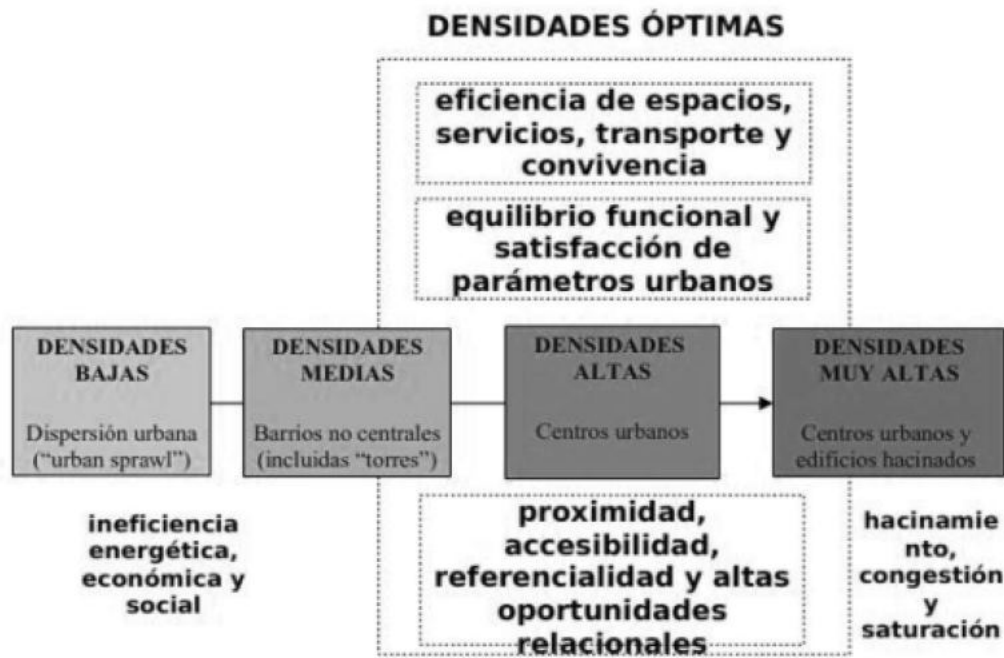 DENSIDADES ÓPTIMAS
eficiencia de espacios,
servicios, transporte y
convivencia
equilibrio funcional y
satisfacción de
parámetros urbanos
DENSIDADES
BAJAS
Dispersión urbana
(“urban sprawl”)
DENSIDADES
MEDIAS
Barrios no centrales
(incluidas “torres”)
DENSIDADES
ALTAS
Centros urbanos
DENSIDADES
MUY ALTAS
Centros urbanos y
edificios hacinados
ineficiencia
energética,
económica y
social
proximidad,
accesibilidad,
referencialidad y altas
oportunidades
relacionales
hacinamie
nto,
congestión
y
saturación